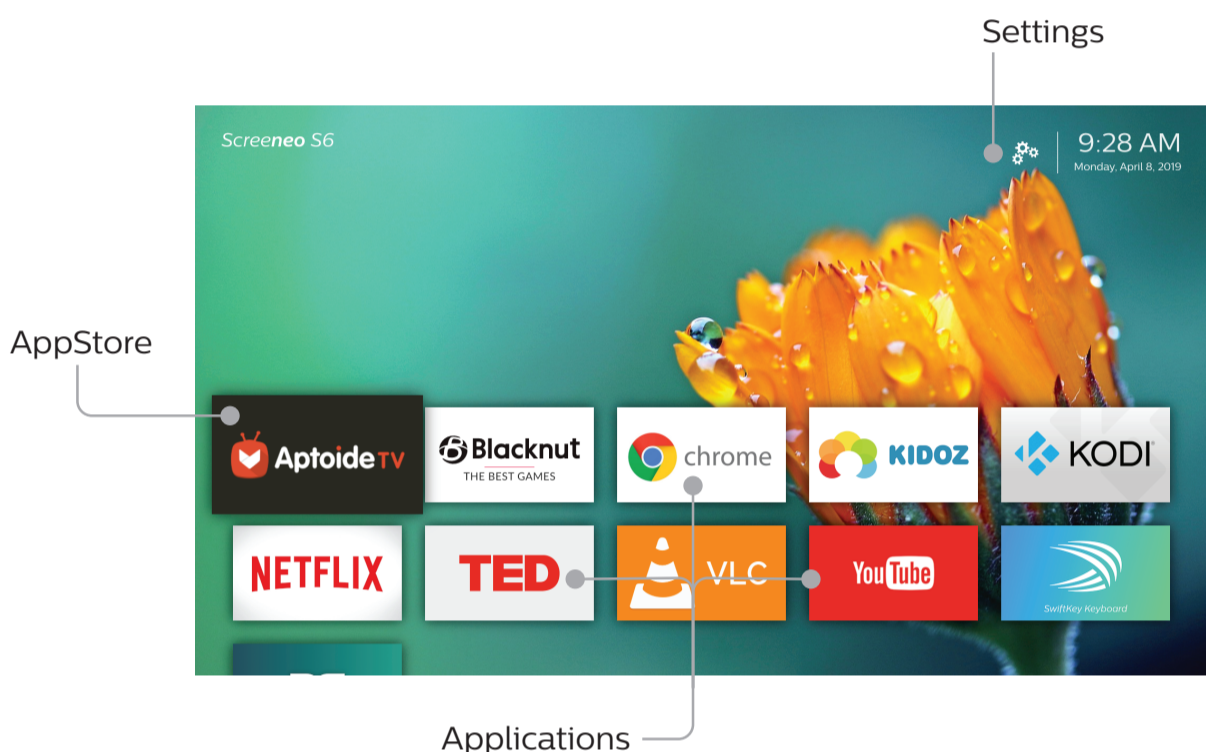 Settings
Screeneo S6
9:28 AM
Monday, April 8, 2019
AppStore
Aptoide TV
Blacknut
THE BEST GAMES
chrome
KIDOZ
KODI
NETFLIX
TED
VLC
YouTube
SwiftKey Keyboard
Applications